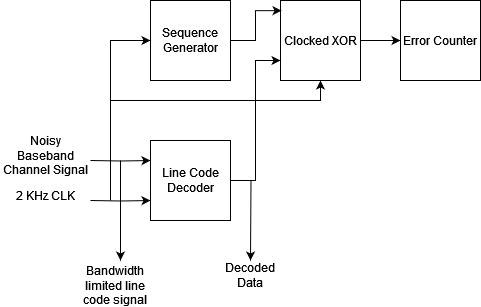 Sequence
Generator
Clocked XOR
Error Counter
Noisy
Baseband
Channel Signal
2 KHz CLK
Line Code
Decoder
Bandwidth
limited line
code signal
Decoded
Data